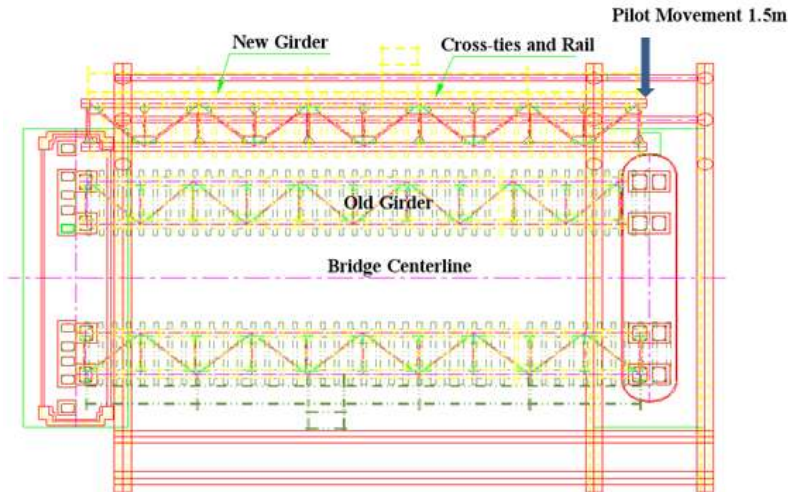 Pilot Movement 1.5m
New Girder
Cross-ties and Rail
Old Girder
Bridge Centerline